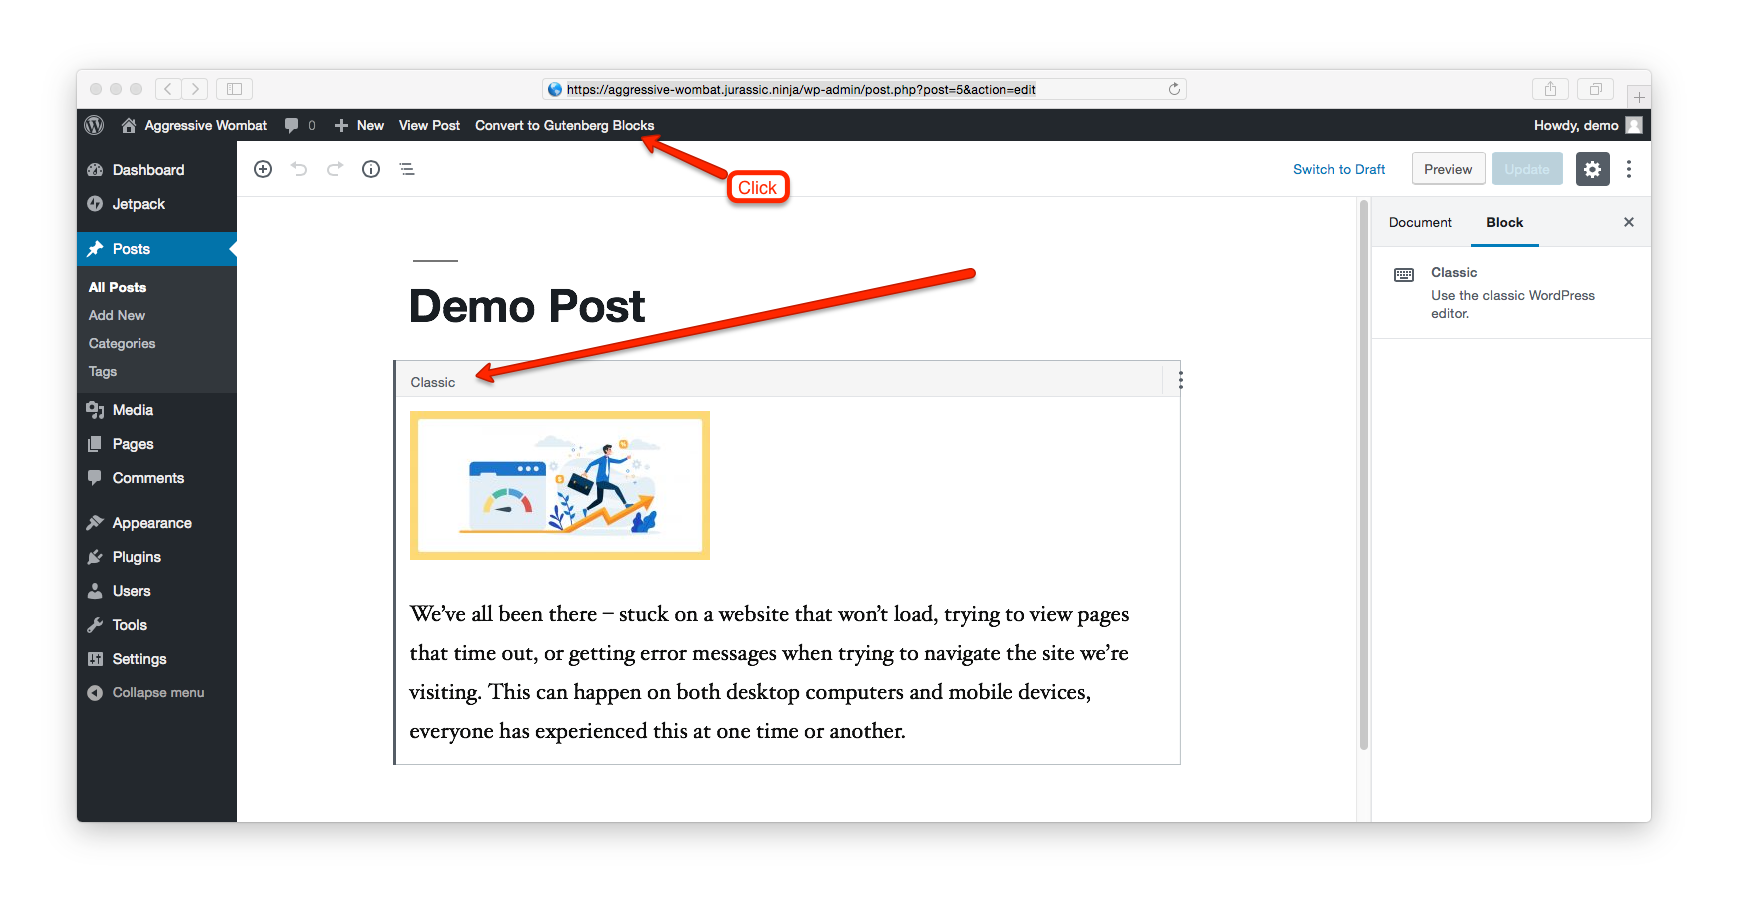 https://aggressive-wombat.jurassic.ninja/wp-admin/post.php?post=5&action=edit
Aggressive Wombat 0 New View Post Convert to Gutenberg Blocks Howdy, demo
Click
Switch to Draft Preview Update
Dashboard
Jetpack
Posts
All Posts
Add New
Categories
Tags
Media
Pages
Comments
Appearance
Plugins
Users
Tools
Settings
Collapse menu
Demo Post
Classic
We’ve all been there – stuck on a website that won’t load, trying to view pages
that time out, or getting error messages when trying to navigate the site we’re
visiting. This can happen on both desktop computers and mobile devices,
everyone has experienced this at one time or another.
Document Block
Classic
Use the classic WordPress
editor.